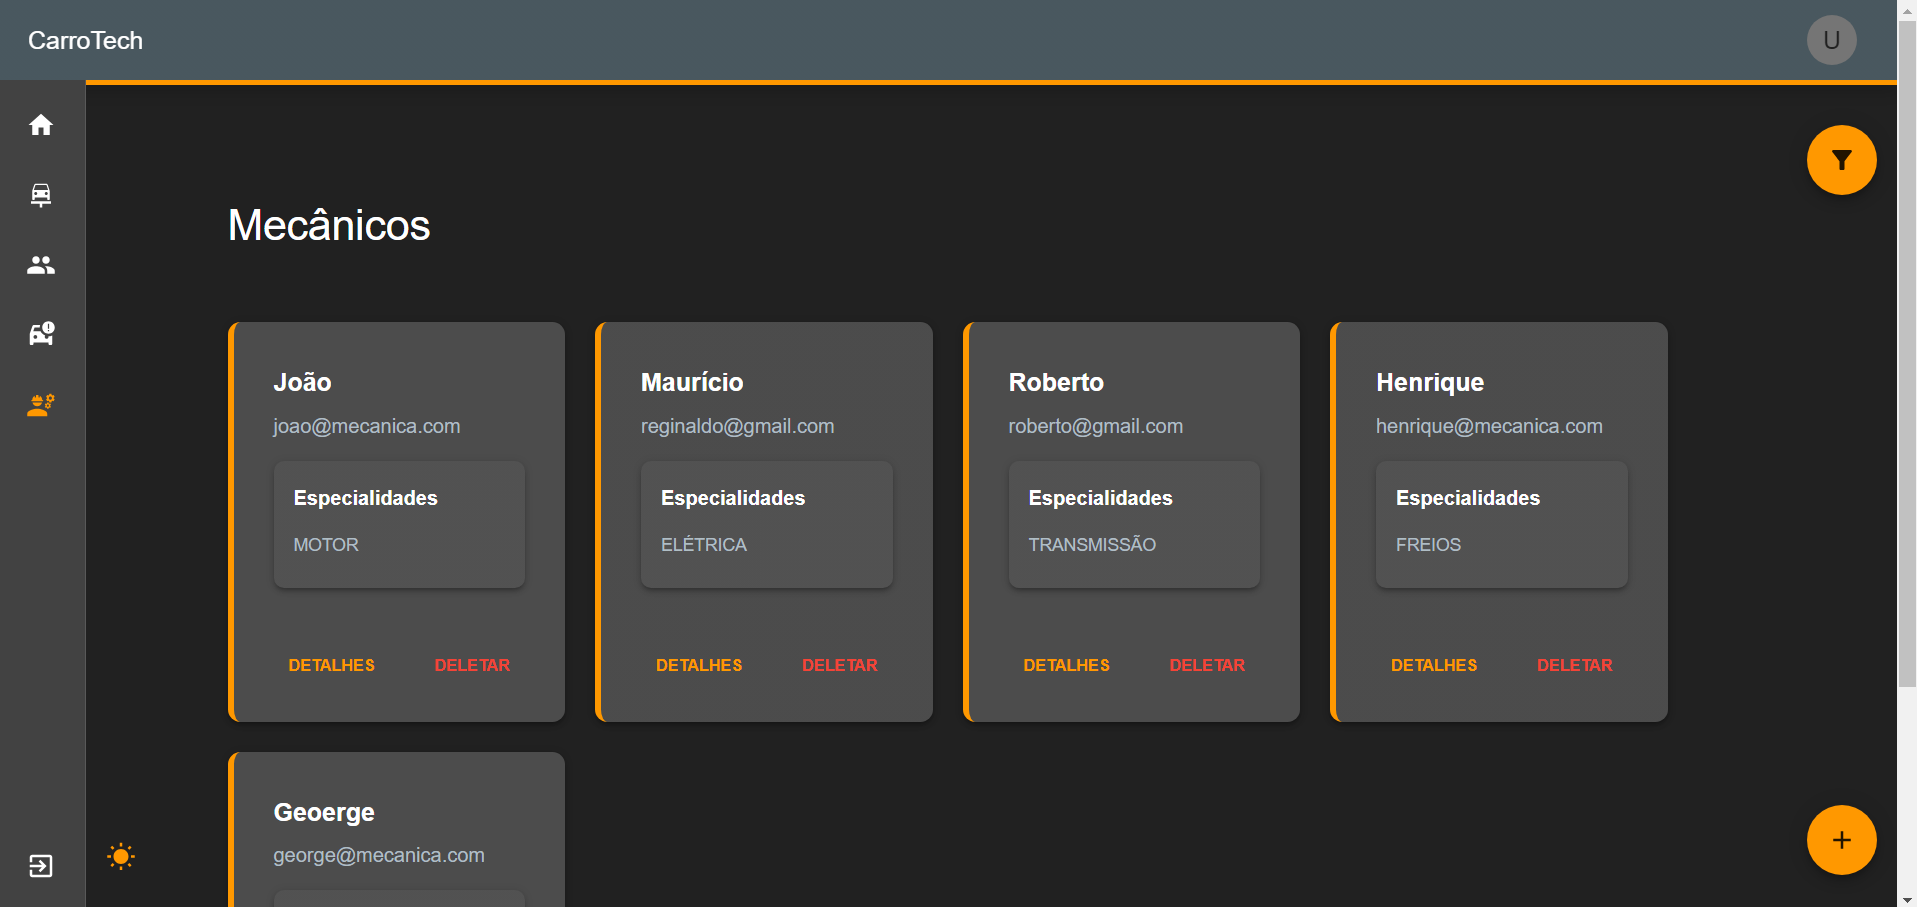 CarroTech
U
Mecânicos
João
joao@mecanica.com
Especialidades
MOTOR
DETALHES DELETAR
Maurício
reginaldo@gmail.com
Especialidades
ELÉTRICA
DETALHES DELETAR
Roberto
roberto@gmail.com
Especialidades
TRANSMISSÃO
DETALHES DELETAR
Henrique
henrique@mecanica.com
Especialidades
FREIOS
DETALHES DELETAR
Geoerge
george@mecanica.com